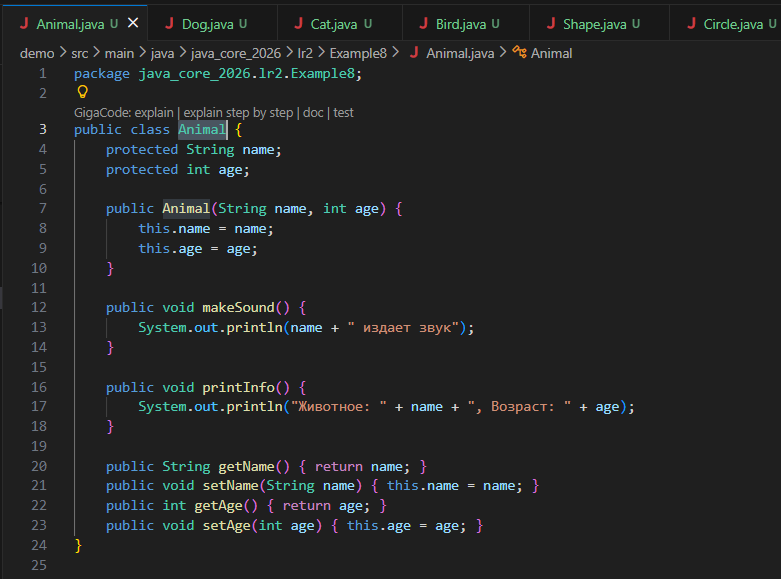 Animal.java U
Dog.java U
Cat.java U
Bird.java U
Shape.java U
Circle.java U
demo > src > main > java > java_core_2026 > lr2 > Example8 > Animal.java > Animal
1 package java_core_2026.lr2.Example8;
2
GigaCode: explain | explain step by step | doc | test
3 public class Animal {
4     protected String name;
5     protected int age;
6
7     public Animal(String name, int age) {
8         this.name = name;
9         this.age = age;
10     }
11
12     public void makeSound() {
13         System.out.println(name + " издает звук");
14     }
15
16     public void printInfo() {
17         System.out.println("Животное: " + name + ", Возраст: " + age);
18     }
19
20     public String getName() { return name; }
21     public void setName(String name) { this.name = name; }
22     public int getAge() { return age; }
23     public void setAge(int age) { this.age = age; }
24 }
25